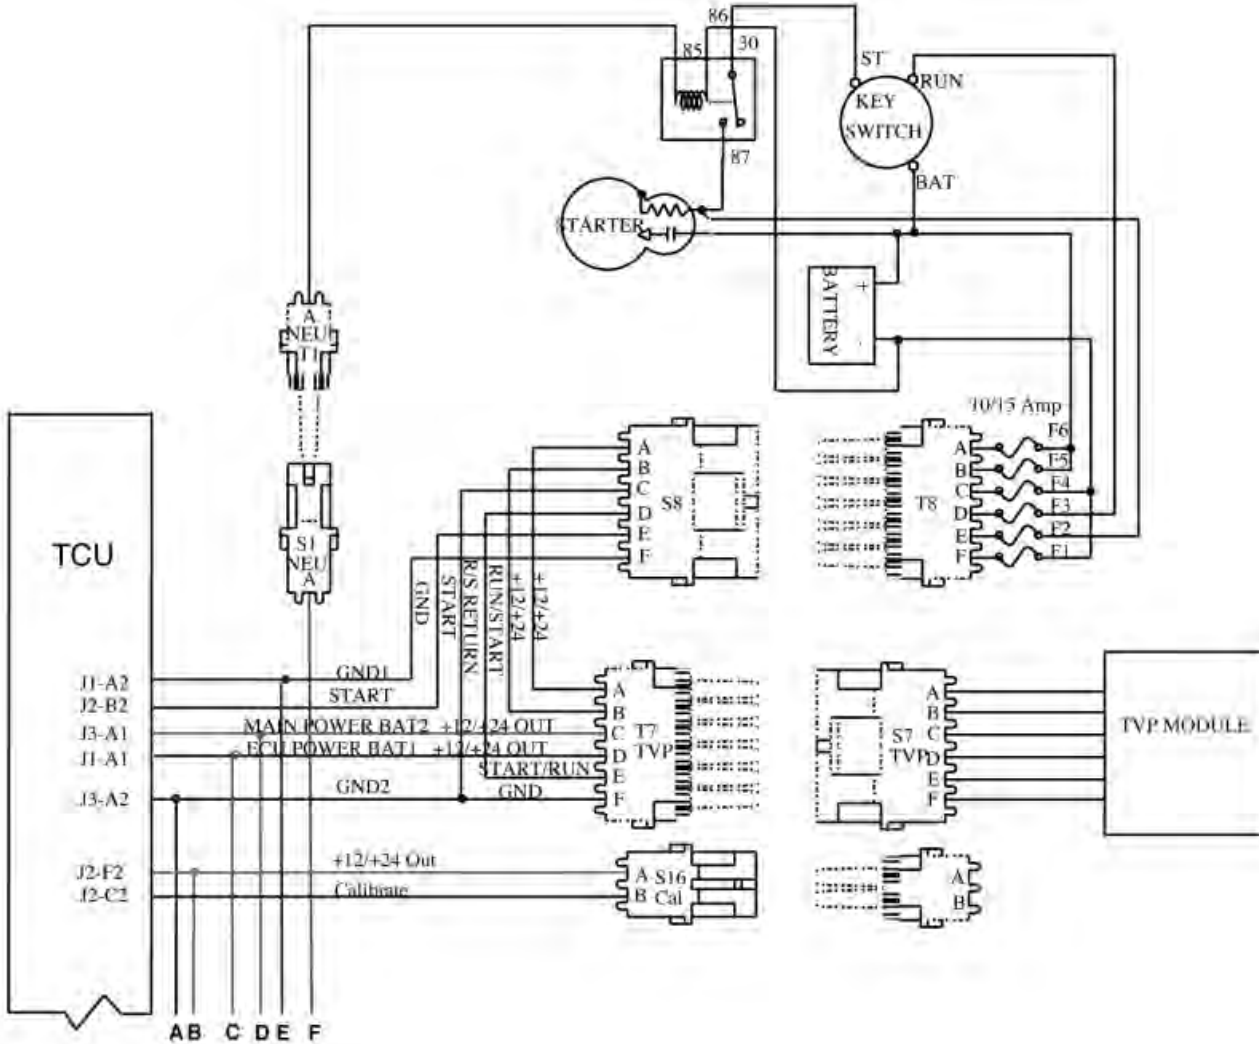 86
85
30
ST
RUN
KEY
SWITCH
87
BAT
STARTER
BATTERY
+
-
A
NEU
10/15 Amp
F6
F5
F4
F3
F2
F1
A
B
C
D
E
F
S8
A
B
C
D
E
F
T8
TCU
S1
NEU
A
GND
START
R/S RETURN
RUN/START
+12/+24
+12/+24
J1-A2
GND1
J2-B2
START
J3-A1
MAIN POWER BAT2 +12/+24 OUT
J1-A1
ECU POWER BAT1 +12/+24 OUT
START/RUN
J3-A2
GND2
GND
A
B
C
D
E
F
T7
TVP
A
B
C
D
E
F
S7
TVP
TVP MODULE
J2-F2
+12/+24 Out
J2-C2
Calibrate
A
B
S16
Cal
A
B
A B C D E F